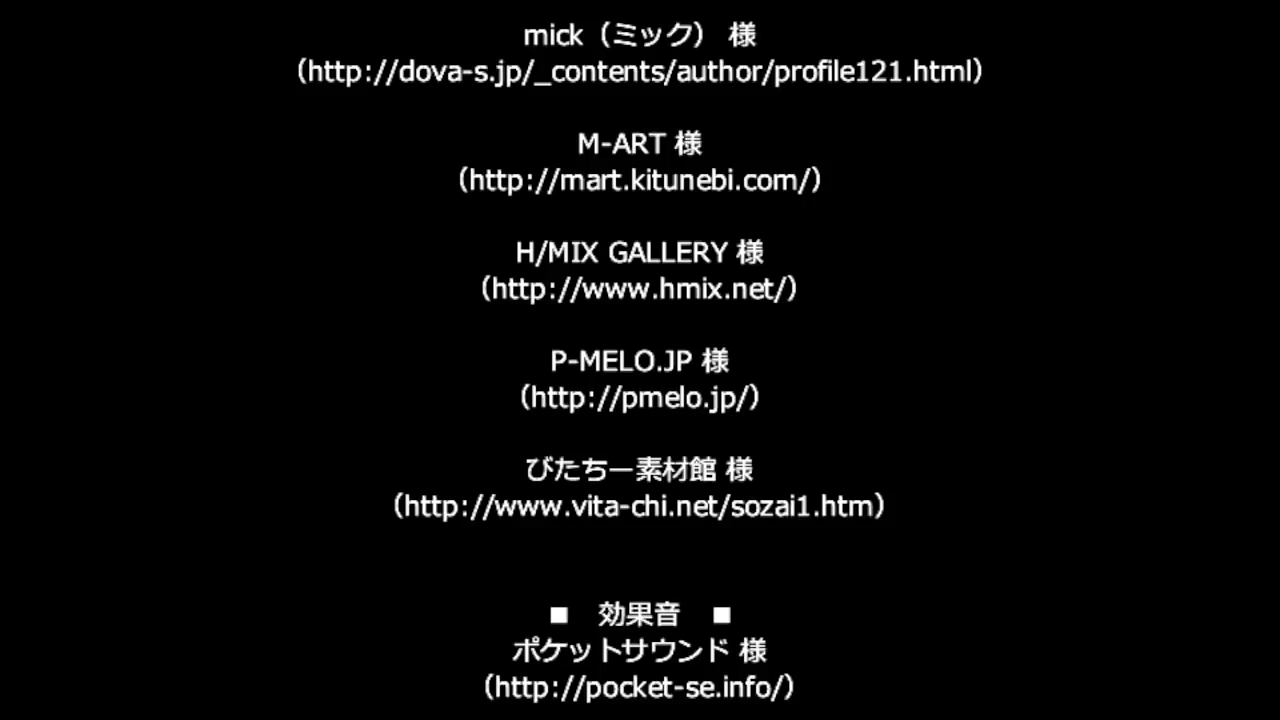 mick（ミック） 様
（http://dova-s.jp/_contents/author/profile121.html）
M-ART 様
（http://mart.kitunebi.com/）
H/MIX GALLERY 様
（http://www.hmix.net/）
P-MELO.JP 様
（http://pmelo.jp/）
びたちー素材館 様
（http://www.vita-chi.net/sozai1.htm）
■　効果音　■
ポケットサウンド 様
（http://pocket-se.info/）